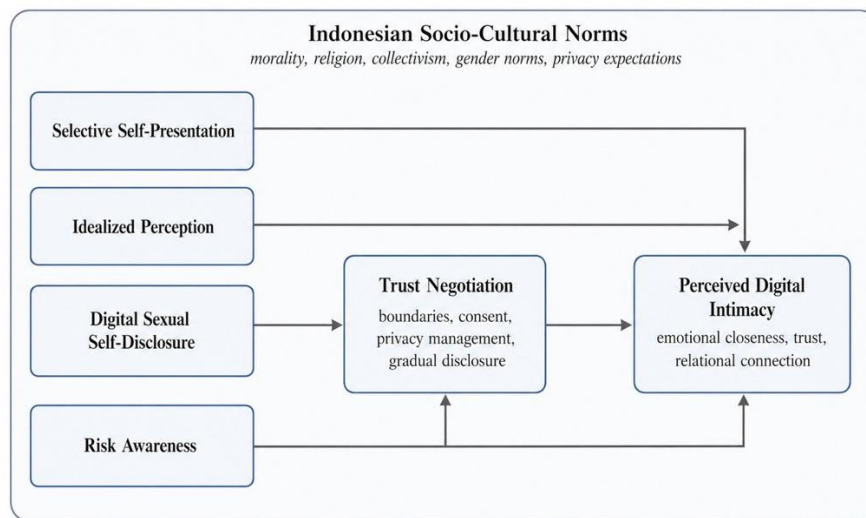 Indonesian Socio-Cultural Norms
morality, religion, collectivism, gender norms, privacy expectations
Selective Self-Presentation
Idealized Perception
Digital Sexual
Self-Disclosure
Risk Awareness
Trust Negotiation
boundaries, consent,
privacy management,
gradual disclosure
Perceived Digital
Intimacy
emotional closeness, trust,
relational connection